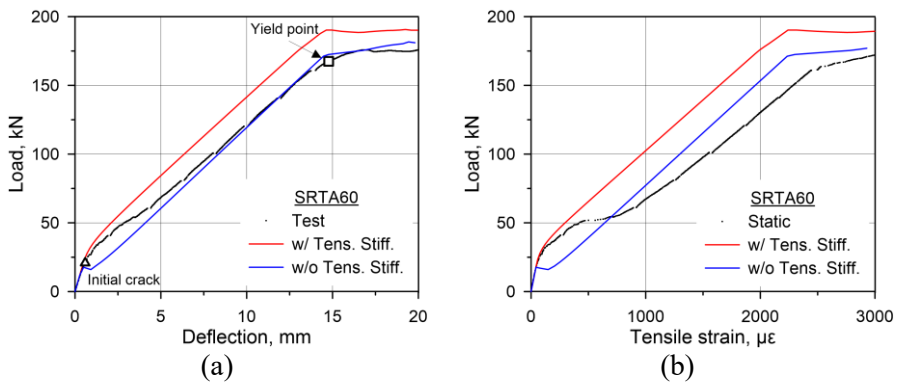 200
150
100
50
0
Load, kN
Yield point
Initial crack
SRTA60
Test
w/ Tens. Stiff.
w/o Tens. Stiff.
0 5 10 15 20
Deflection, mm
(a)
200
150
100
50
0
Load, kN
SRTA60
Static
w/ Tens. Stiff.
w/o Tens. Stiff.
0 1000 2000 3000
Tensile strain, με
(b)